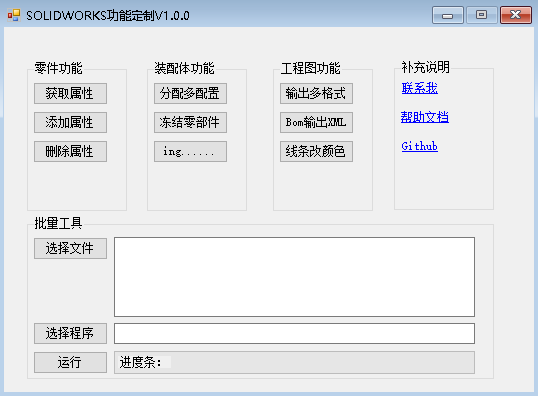 SOLIDWORKS功能定制V1.0.0
零件功能
获取属性
添加属性
删除属性
装配体功能
分配多配置
冻结零部件
ing......
工程图功能
输出多格式
Bom输出XML
线条改颜色
补充说明
联系我
帮助文档
Github
批量工具
选择文件
选择程序
运行
进度条：